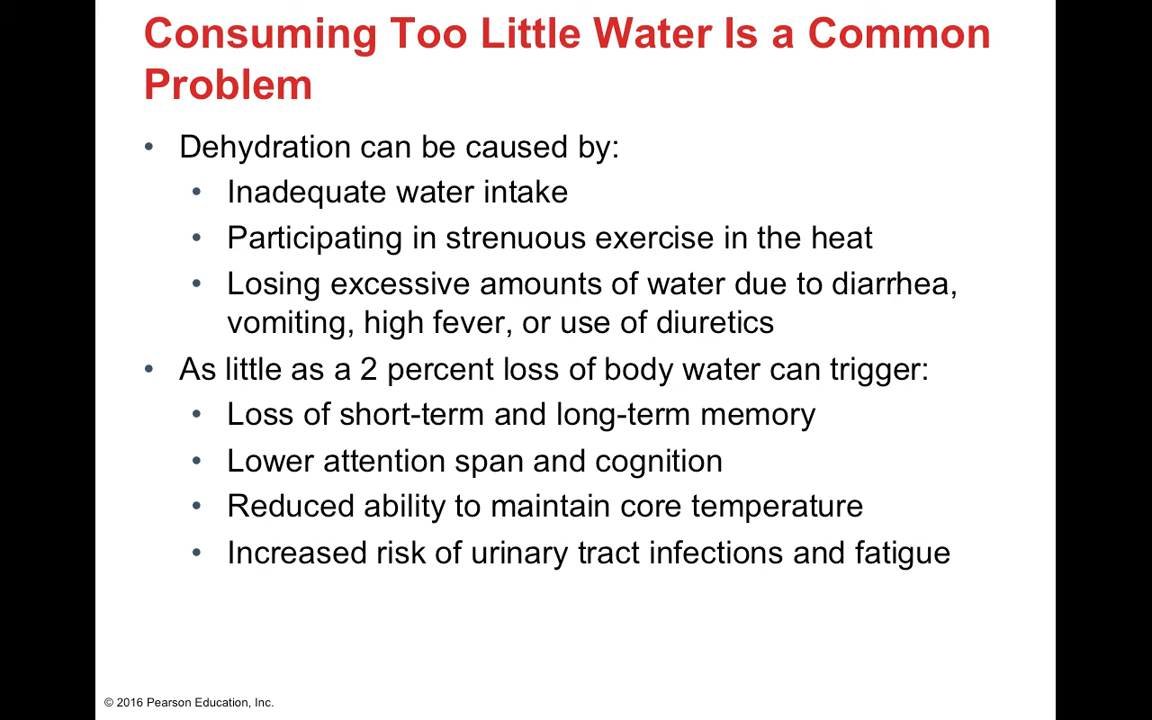 Consuming Too Little Water Is a Common
Problem
• Dehydration can be caused by:
• Inadequate water intake
• Participating in strenuous exercise in the heat
• Losing excessive amounts of water due to diarrhea,
vomiting, high fever, or use of diuretics
• As little as a 2 percent loss of body water can trigger:
• Loss of short-term and long-term memory
• Lower attention span and cognition
• Reduced ability to maintain core temperature
• Increased risk of urinary tract infections and fatigue
© 2016 Pearson Education, Inc.